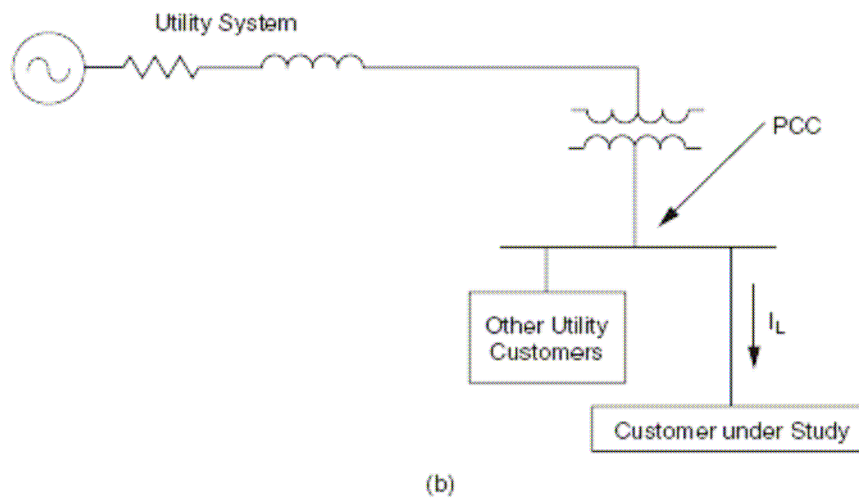 Utility System
PCC
Other Utility
Customers
I_L
Customer under Study
(b)